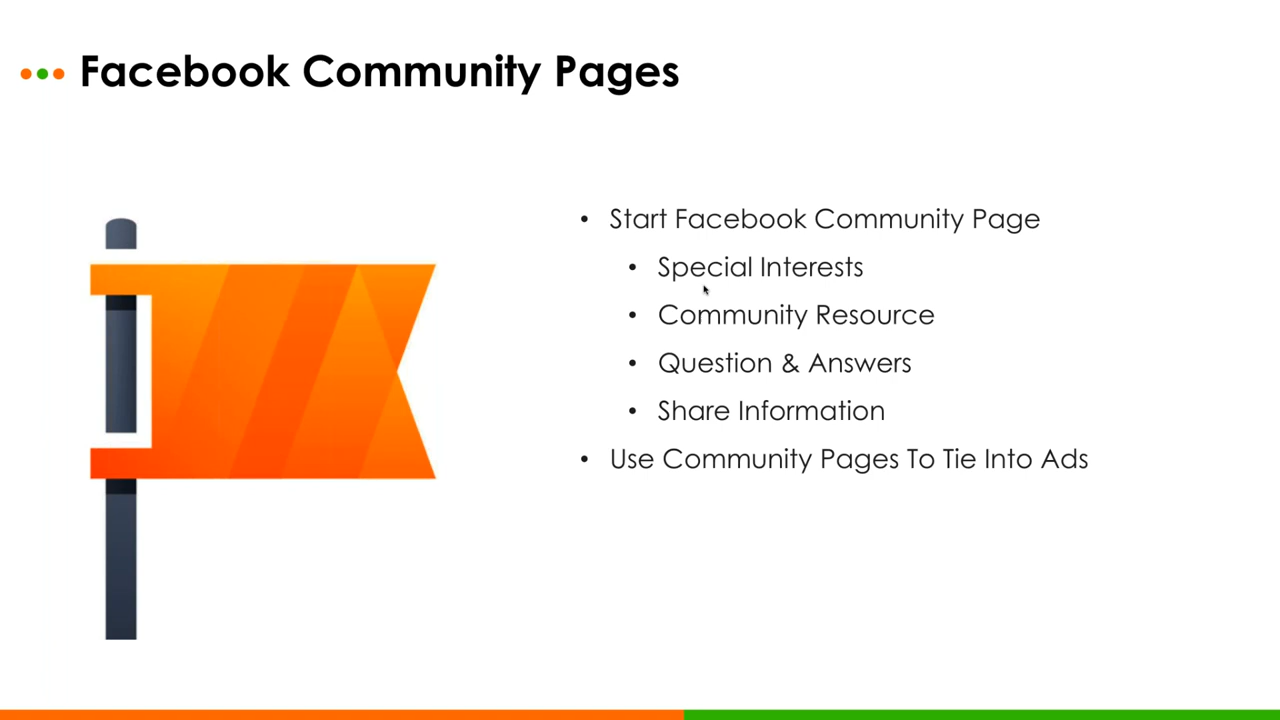 Facebook Community Pages
• Start Facebook Community Page
• Special Interests
• Community Resource
• Question & Answers
• Share Information
• Use Community Pages To Tie Into Ads